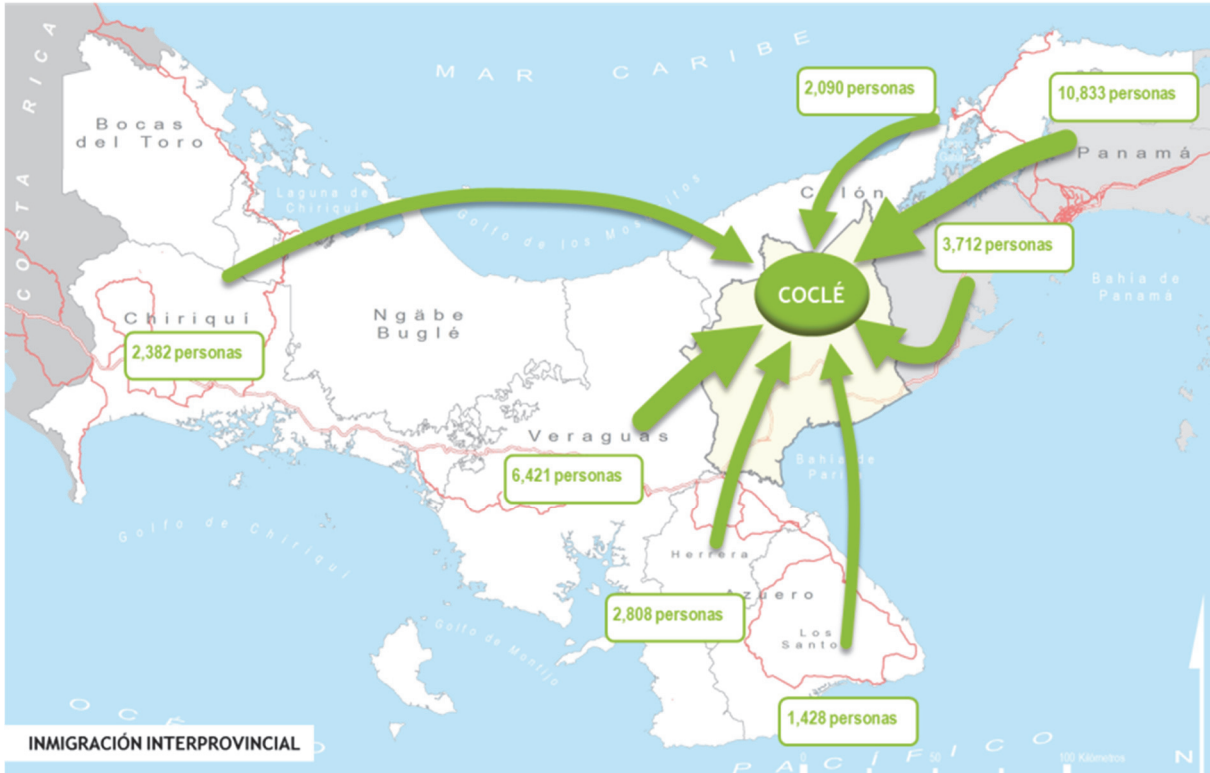 MAR CARIBE
COSTA RICA
2,090 personas
10,833 personas
Bocas
del Toro
Panamá
Laguna de
Chiriquí
Colón
Golfo de los Mosquitos
3,712 personas
Bahía de
Panamá
COCLÉ
Chiriquí
Ngäbe
Buglé
2,382 personas
Veraguas
Bahía de
Parita
6,421 personas
Golfo de Chiriquí
Herrera
Azuero
2,808 personas
Los
Santo
Golfo de Montijo
1,428 personas
INMIGRACIÓN INTERPROVINCIAL
PACÍFICO
0 50 100 Kilómetros
N